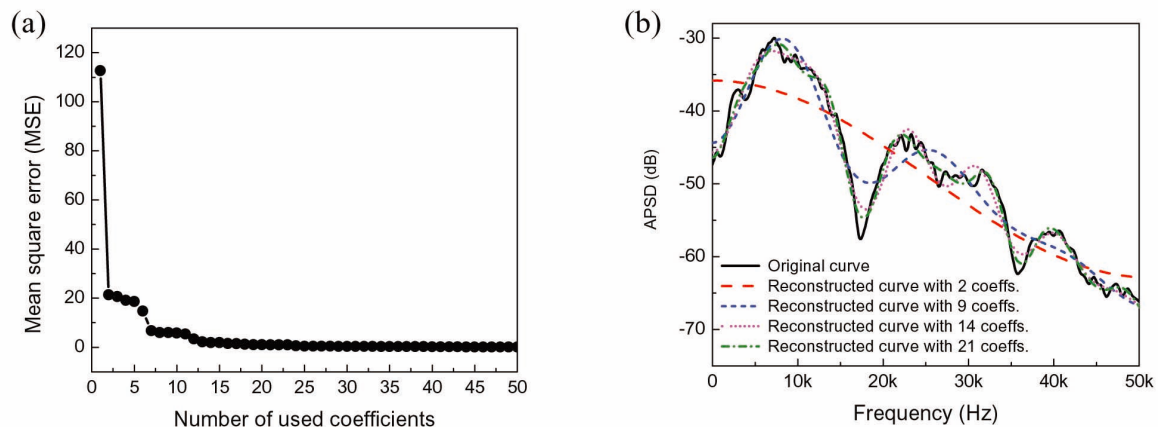 (a)
Mean square error (MSE)
120
100
80
60
40
20
0
0 5 10 15 20 25 30 35 40 45 50
Number of used coefficients
(b)
APSD (dB)
-30
-40
-50
-60
-70
Original curve
Reconstructed curve with 2 coeffs.
Reconstructed curve with 9 coeffs.
Reconstructed curve with 14 coeffs.
Reconstructed curve with 21 coeffs.
0 10k 20k 30k 40k 50k
Frequency (Hz)